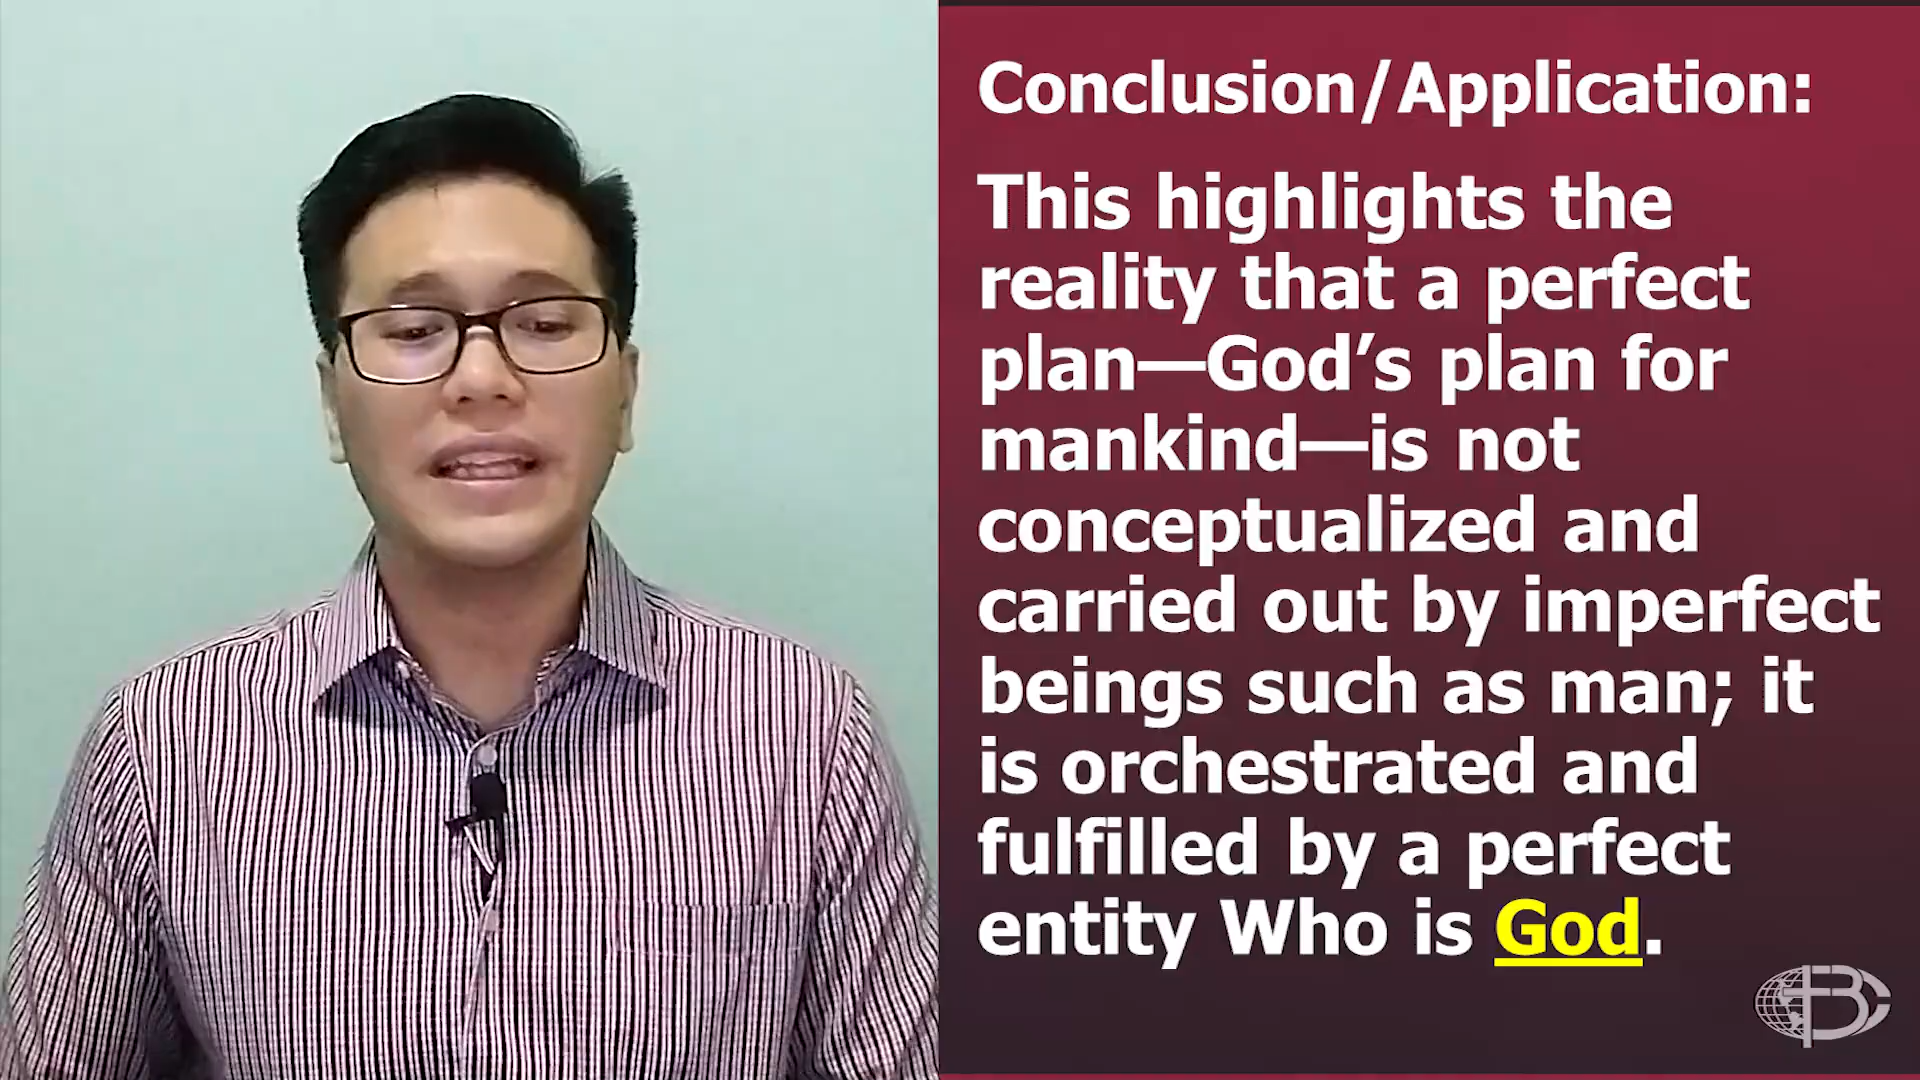 Conclusion/Application:
This highlights the
reality that a perfect
plan—God’s plan for
mankind—is not
conceptualized and
carried out by imperfect
beings such as man; it
is orchestrated and
fulfilled by a perfect
entity Who is God.
BC